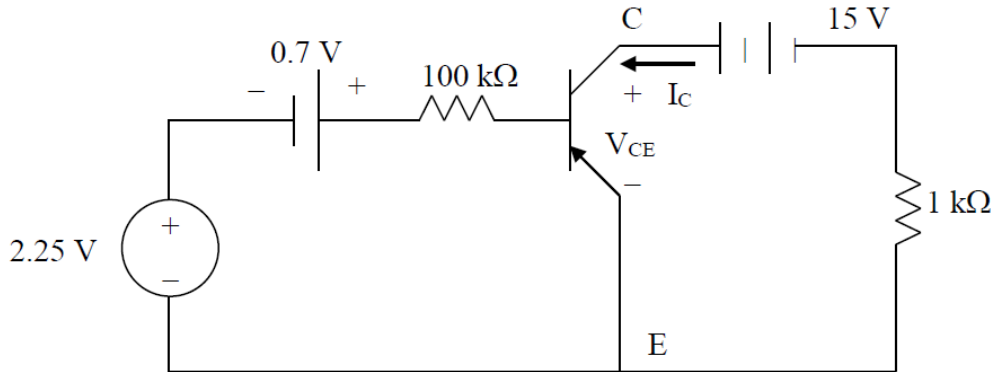 C
15 V
0.7 V
100 kΩ
− +
+ I_C
V_CE
−
+
2.25 V
−
1 kΩ
E